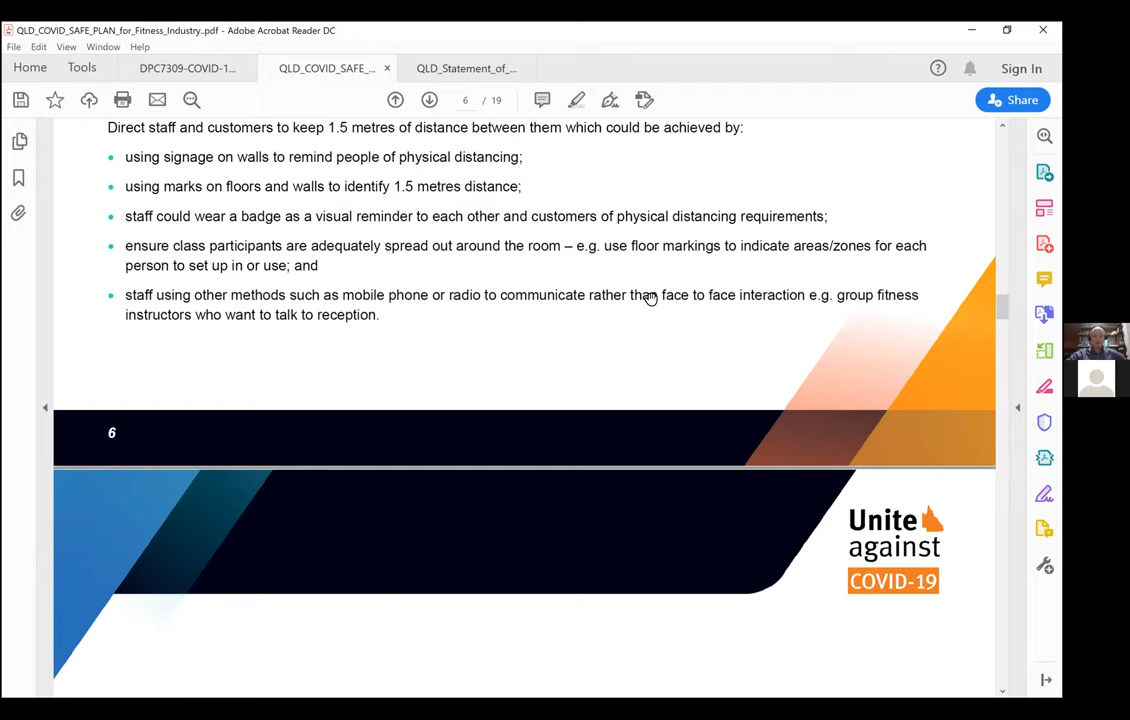 QLD_COVID_SAFE_PLAN_for_Fitness_Industry..pdf - Adobe Acrobat Reader DC
File Edit View Window Help
Home Tools DPC7309-COVID-1... QLD_COVID_SAFE_... × QLD_Statement_of_... Sign In
6 / 19 Share
Direct staff and customers to keep 1.5 metres of distance between them which could be achieved by:
• using signage on walls to remind people of physical distancing;
• using marks on floors and walls to identify 1.5 metres distance;
• staff could wear a badge as a visual reminder to each other and customers of physical distancing requirements;
• ensure class participants are adequately spread out around the room – e.g. use floor markings to indicate areas/zones for each
person to set up in or use; and
• staff using other methods such as mobile phone or radio to communicate rather than face to face interaction e.g. group fitness
instructors who want to talk to reception.
6
Unite
against
COVID-19